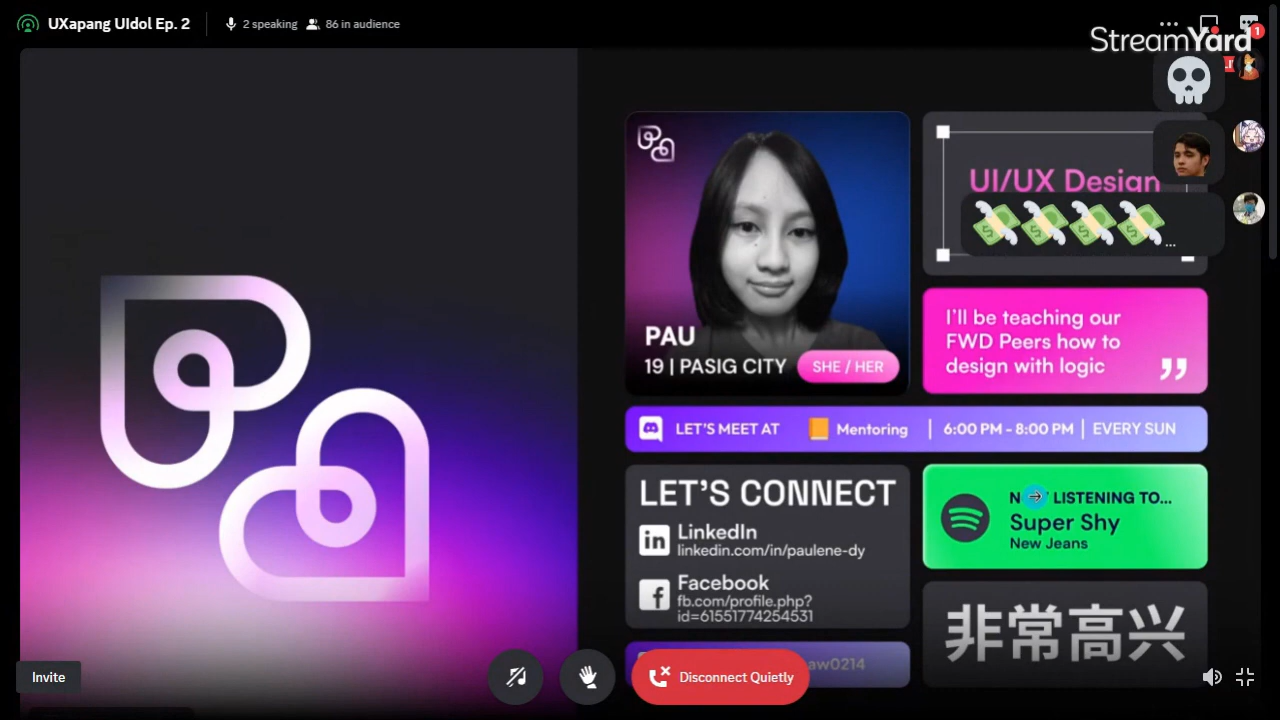 UXapang UIdol Ep. 2
2 speaking
86 in audience
1
StreamYard
UI/UX Design
...
PAU
19 | PASIG CITY
SHE / HER
I'll be teaching our
FWD Peers how to
design with logic
”
LET'S MEET AT
Mentoring
6:00 PM - 8:00 PM | EVERY SUN
LET'S CONNECT
LinkedIn
linkedin.com/in/paulene-dy
Facebook
fb.com/profile.php?
id=61551774254531
aw0214
LISTENING TO...
Super Shy
New Jeans
非常高兴
Invite
Disconnect Quietly